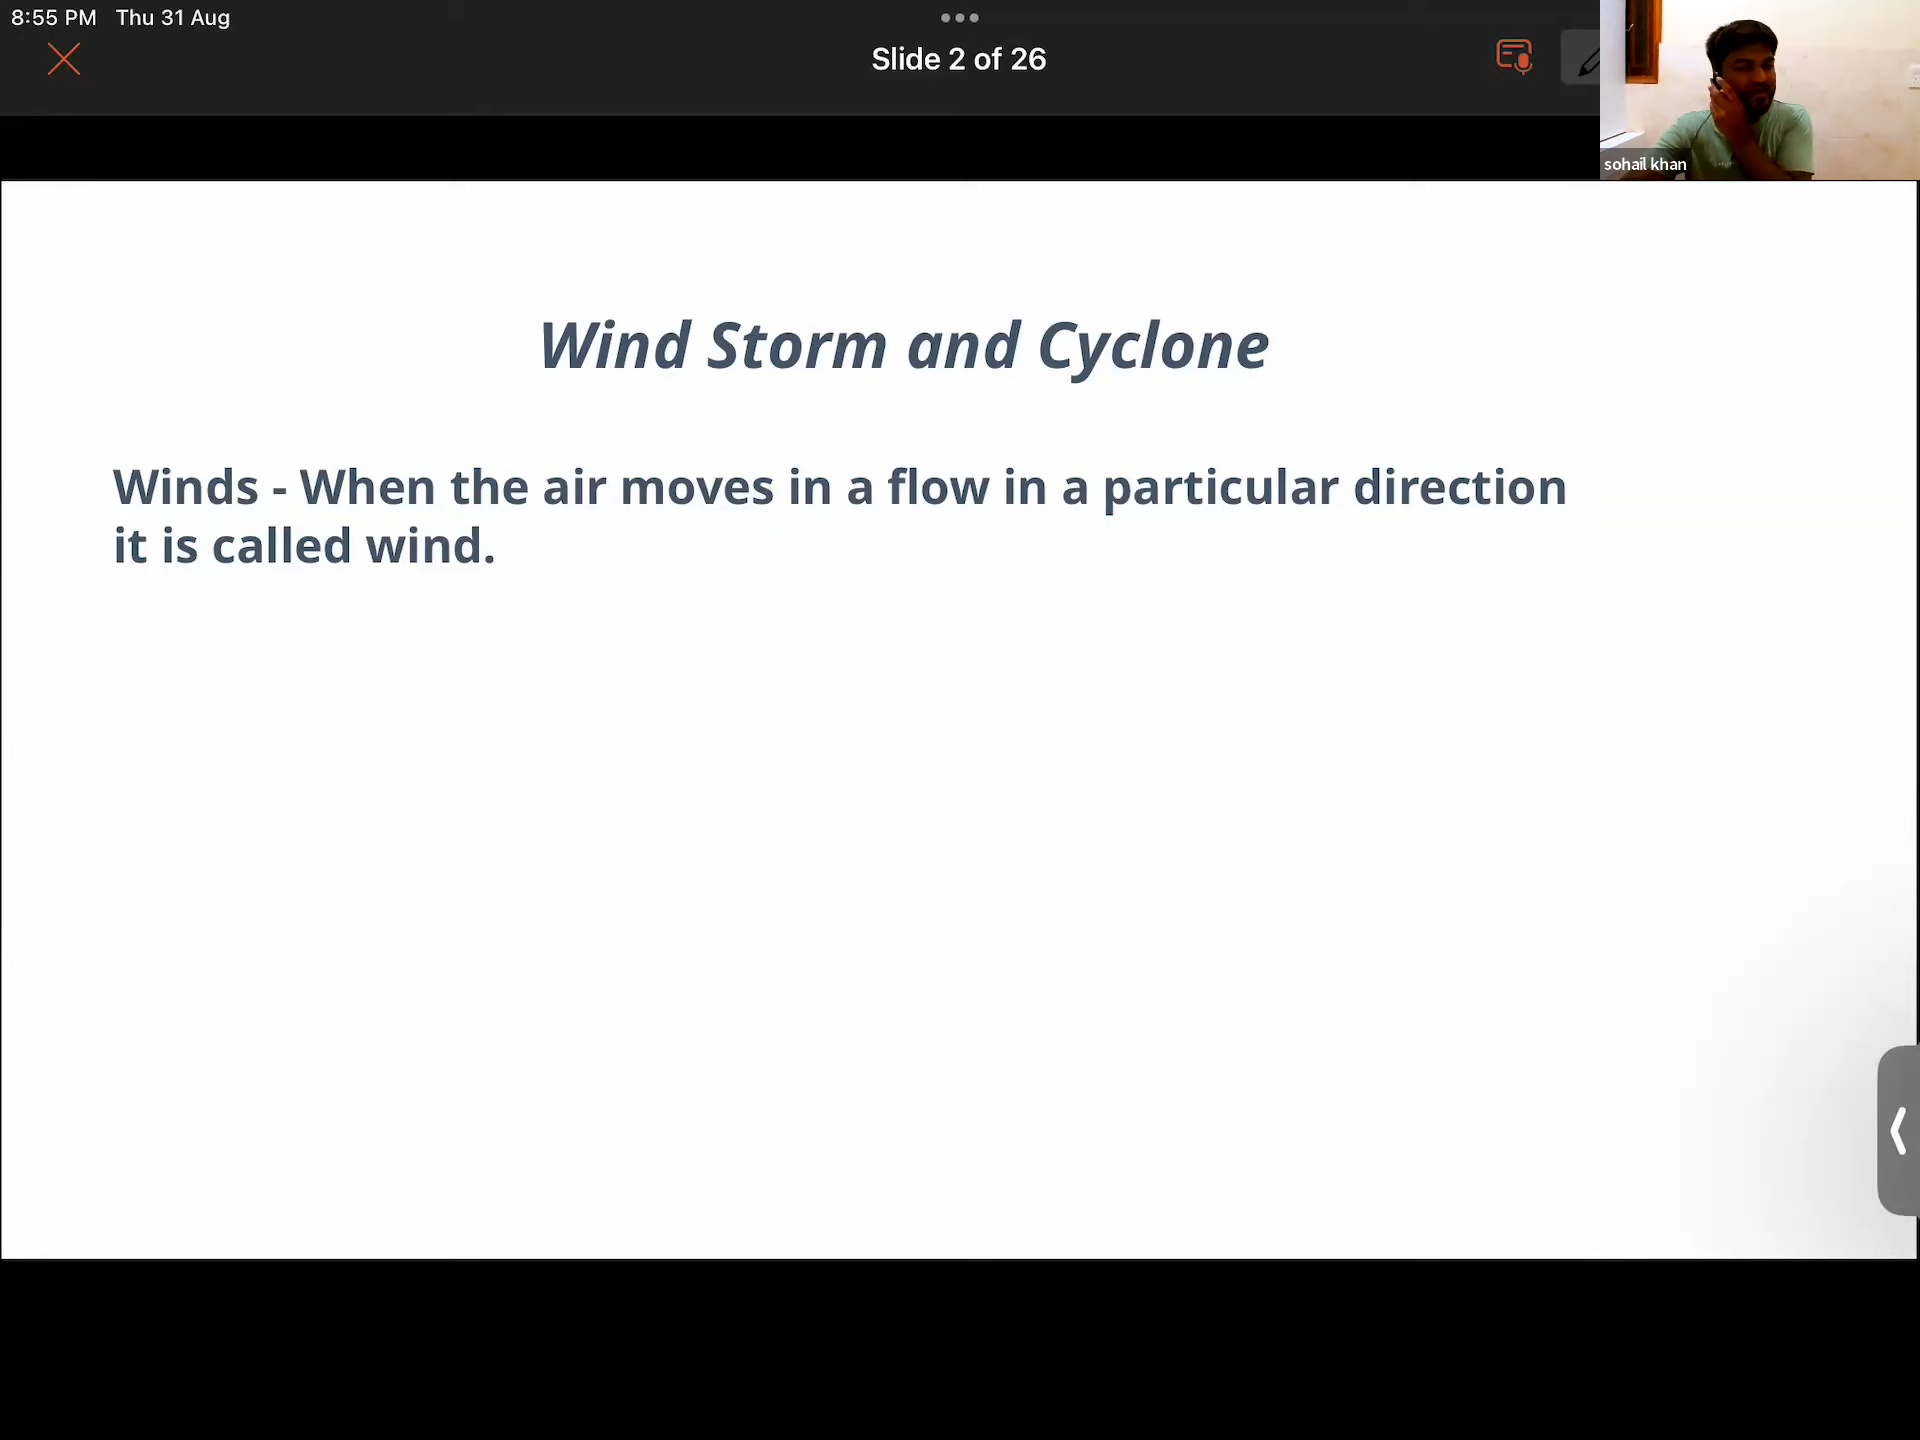 8:55 PM Thu 31 Aug
Slide 2 of 26
sohail khan
Wind Storm and Cyclone
Winds - When the air moves in a flow in a particular direction
it is called wind.